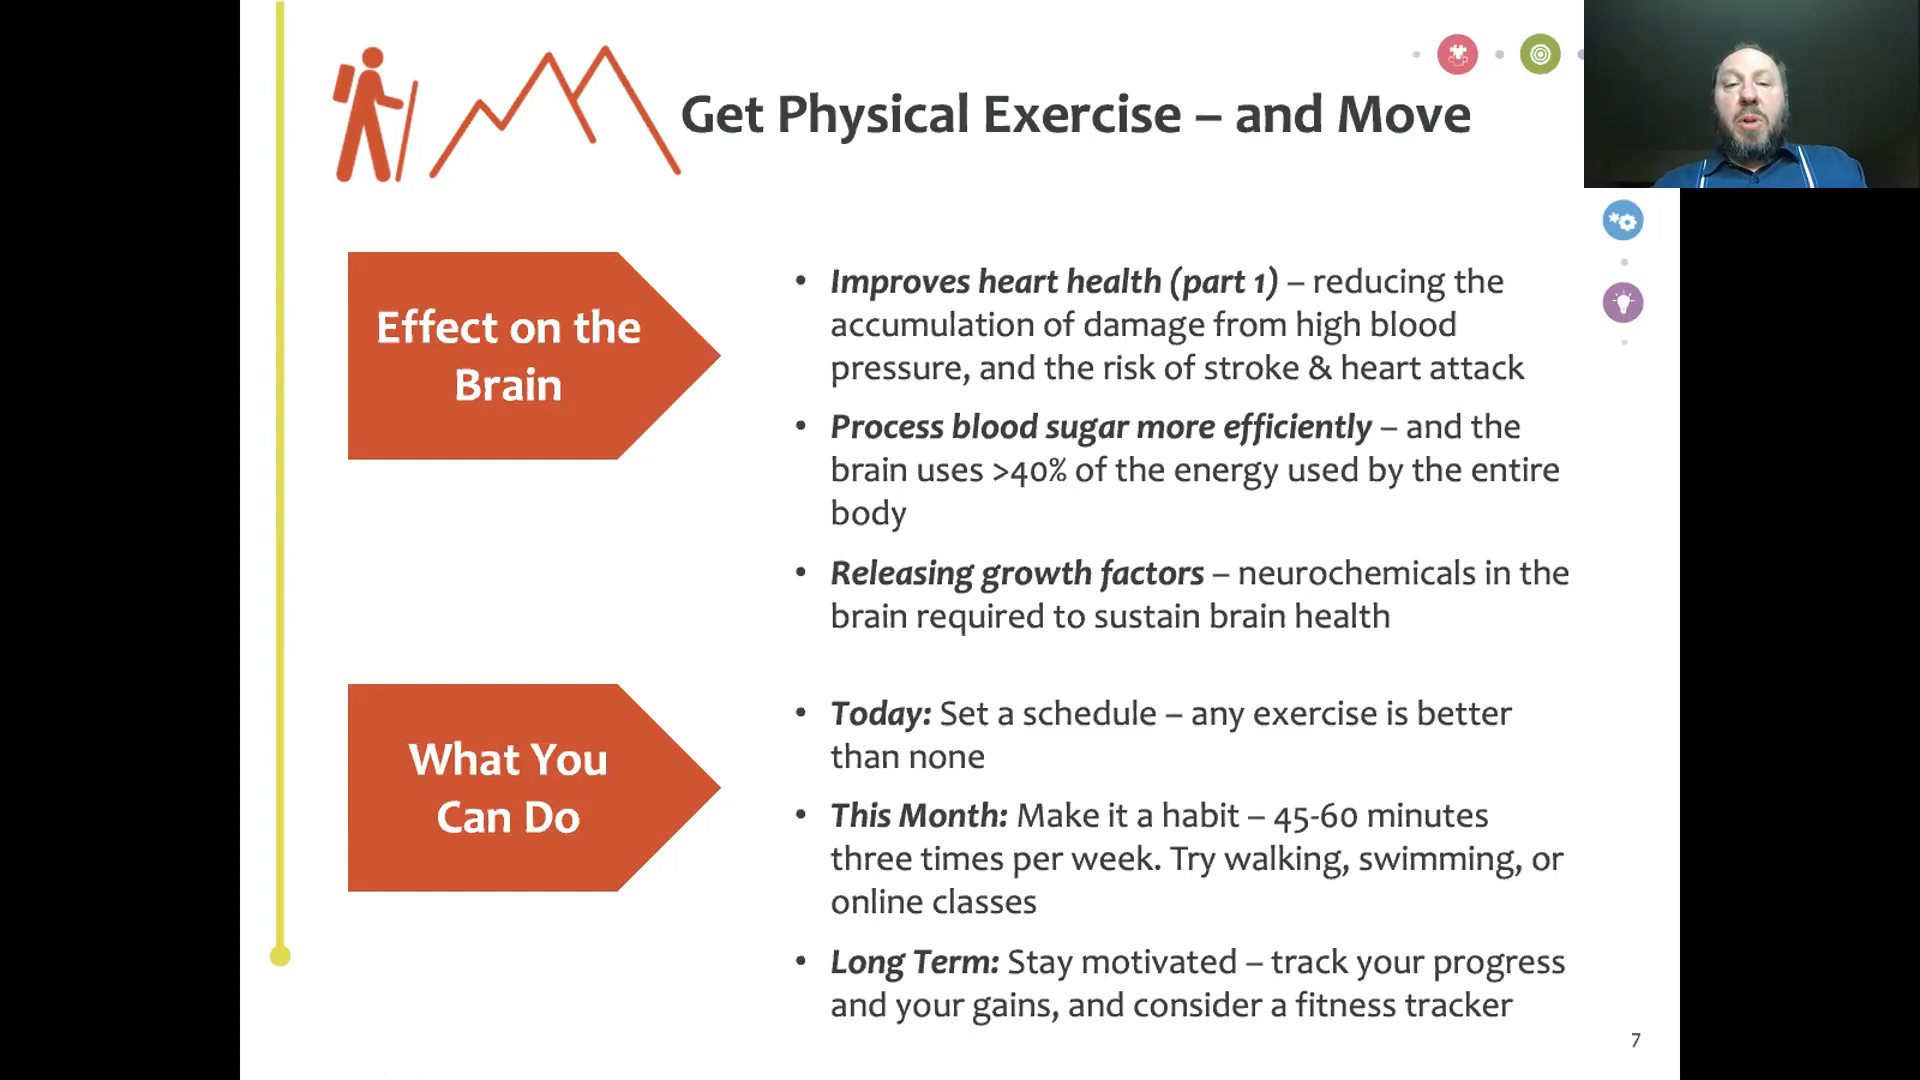 Get Physical Exercise – and Move
Effect on the
Brain
• Improves heart health (part 1) – reducing the
accumulation of damage from high blood
pressure, and the risk of stroke & heart attack
• Process blood sugar more efficiently – and the
brain uses >40% of the energy used by the entire
body
• Releasing growth factors – neurochemicals in the
brain required to sustain brain health
What You
Can Do
• Today: Set a schedule – any exercise is better
than none
• This Month: Make it a habit – 45-60 minutes
three times per week. Try walking, swimming, or
online classes
• Long Term: Stay motivated – track your progress
and your gains, and consider a fitness tracker
7